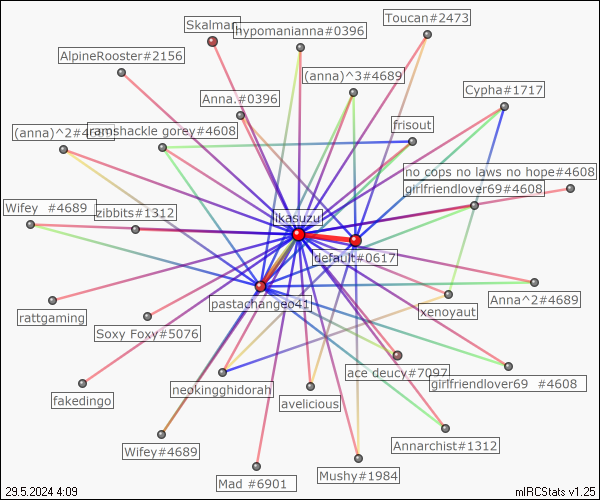 Skalman
hypomanianna#0396
Toucan#2473
AlpineRooster#2156
(anna)^3#4689
Cypha#1717
Anna.#0396
(anna)^2#4689
ramshackle gorey#4608
frisout
no cops no laws no hope#4608
girlfriendlover69#4608
Wifey #4689
zibbits#1312
ikasuzu
default#0617
pastachangeo41
Anna^2#4689
rattgaming
xenoyaut
Soxy Foxy#5076
ace deucy#7097
neokingghidorah
girlfriendlover69 #4608
fakedingo
avelicious
Annarchist#1312
Wifey#4689
Mad #6901
Mushy#1984
29.5.2024 4:09
mIRCStats v1.25